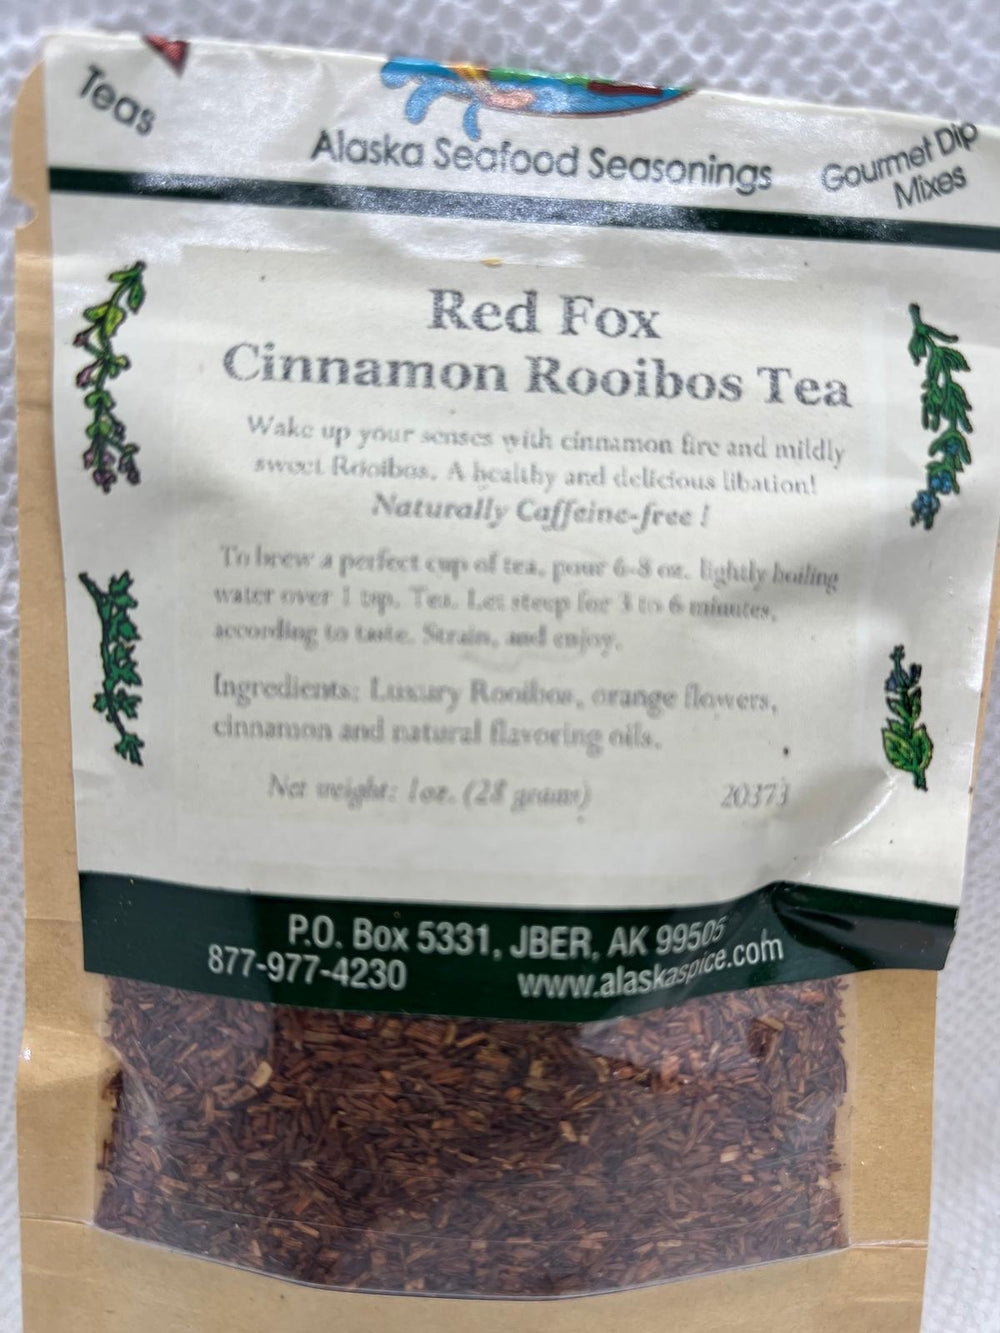 Teas
Alaska Seafood Seasonings
Gourmet Dip
Mixes
Red Fox
Cinnamon Rooibos Tea
Wake up your senses with cinnamon fire and mildly
sweet Rooibos. A healthy and delicious libation!
Naturally Caffeine-free !
To brew a perfect cup of tea, pour 6-8 oz. lightly boiling
water over 1 tsp. Tea. Let steep for 3 to 6 minutes,
according to taste. Strain, and enjoy.
Ingredients: Luxury Rooibos, orange flowers,
cinnamon and natural flavoring oils.
Net weight: 1oz. (28 grams) 20373
P.O. Box 5331, JBER, AK 99505
877-977-4230 www.alaskaspice.com